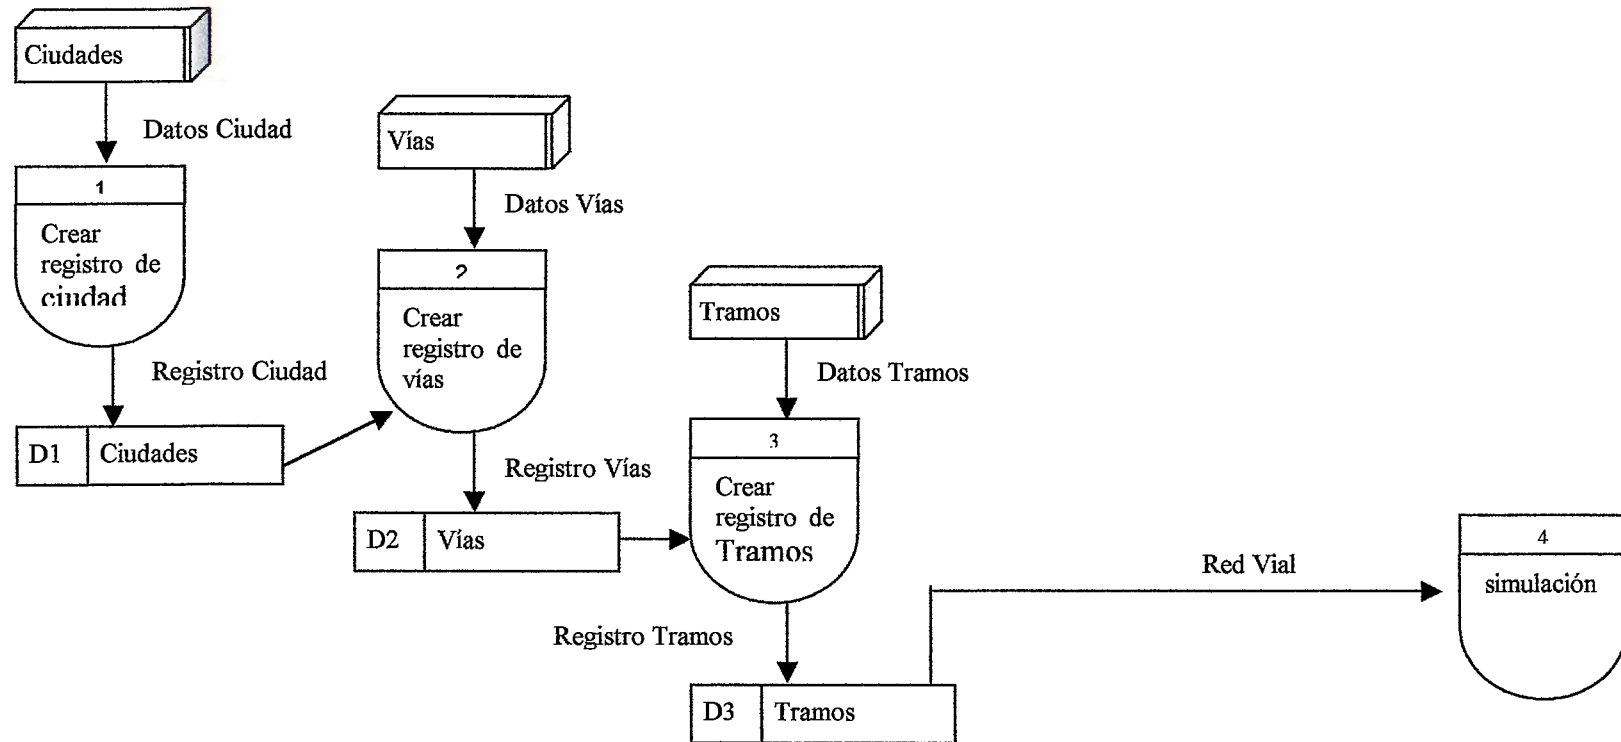 Ciudades
Datos Ciudad
1
Crear
registro de
ciudad
Registro Ciudad
D1 Ciudades
Vías
Datos Vías
2
Crear
registro de
vías
Registro Vías
D2 Vías
Tramos
Datos Tramos
3
Crear
registro de
Tramos
Registro Tramos
D3 Tramos
Red Vial
4
simulación